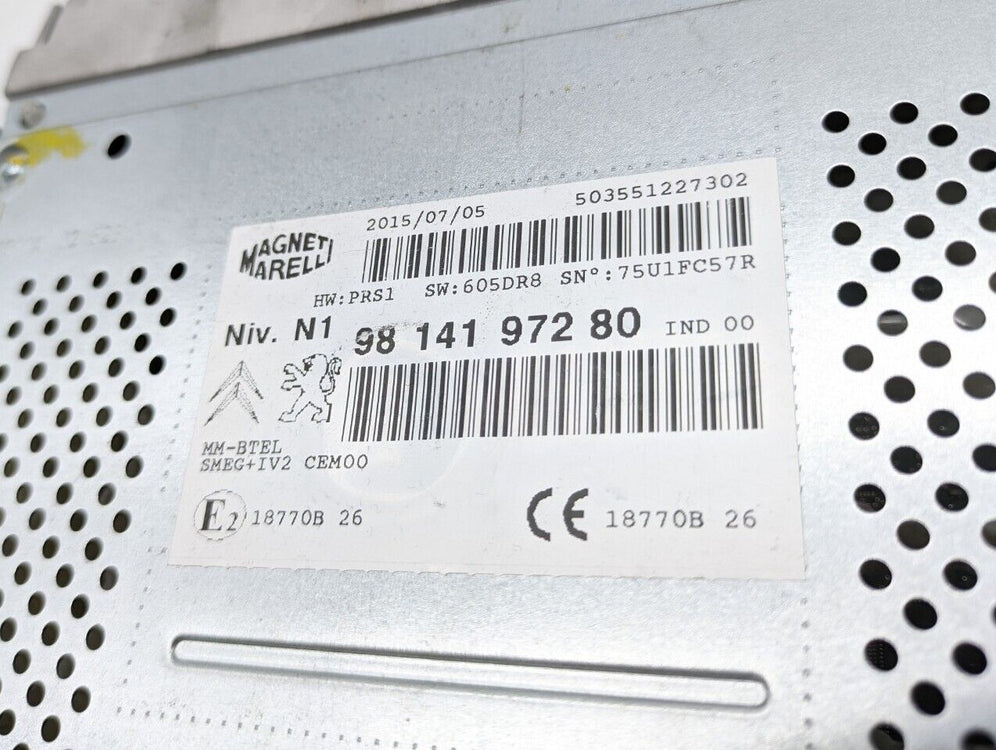 2015/07/05 503551227302
MAGNETI
MARELLI
HW:PRS1 SW:605DR8 SN°:75U1FC57R
Niv. N1 98 141 972 80 IND 00
MM-BTEL
SMEG+IV2 CEM00
E2 18770B 26 CE 18770B 26